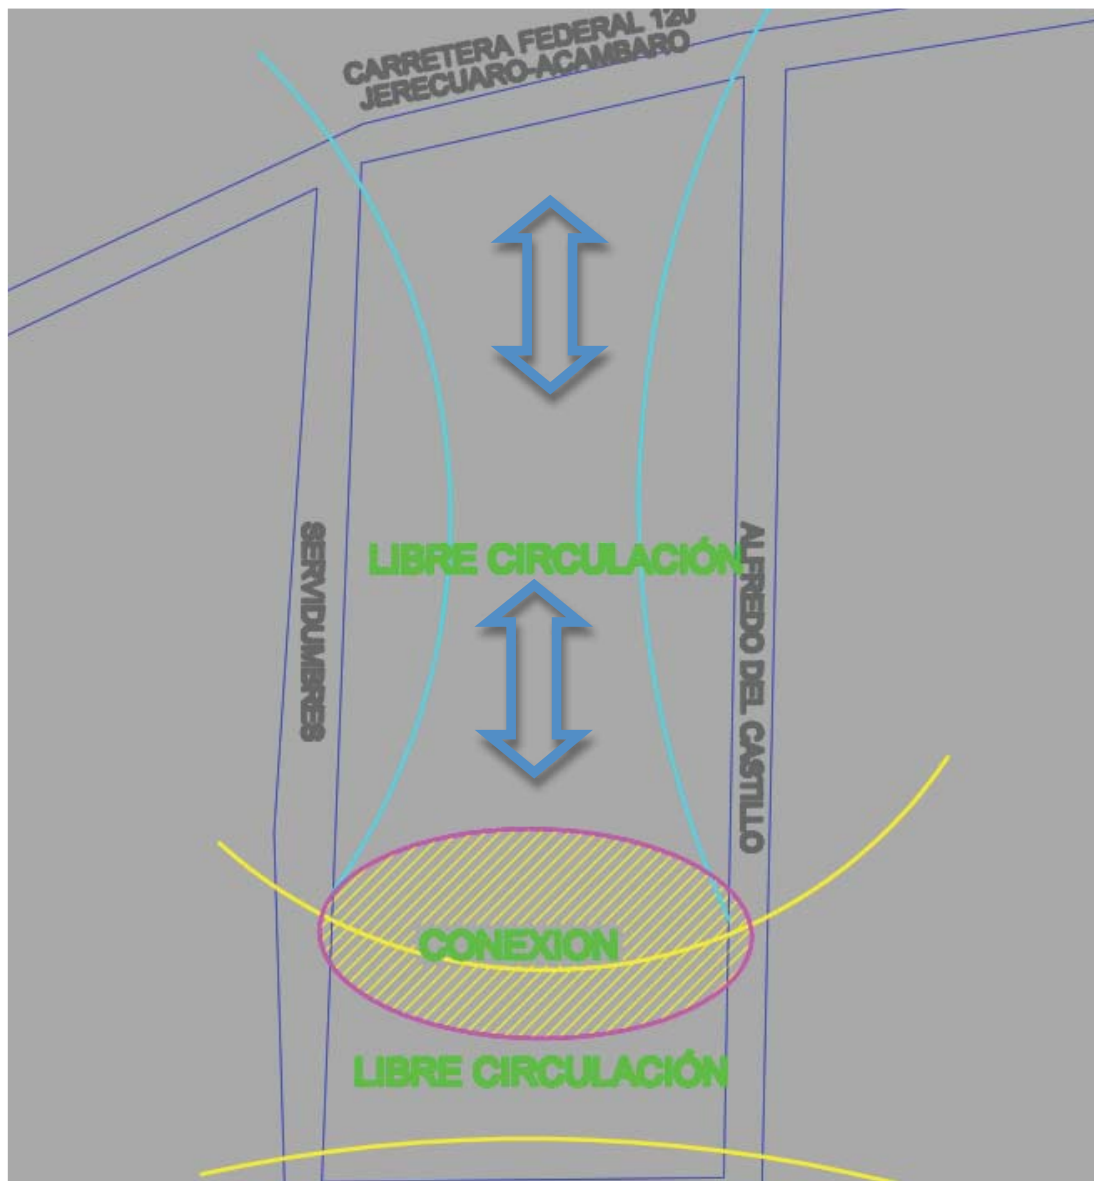 CARRETERA FEDERAL 120
JERECUARO-ACAMBARO
LIBRE CIRCULACIÓN
SERVIDUMBRES
ALFREDO DEL CASTILLO
CONEXION
LIBRE CIRCULACIÓN